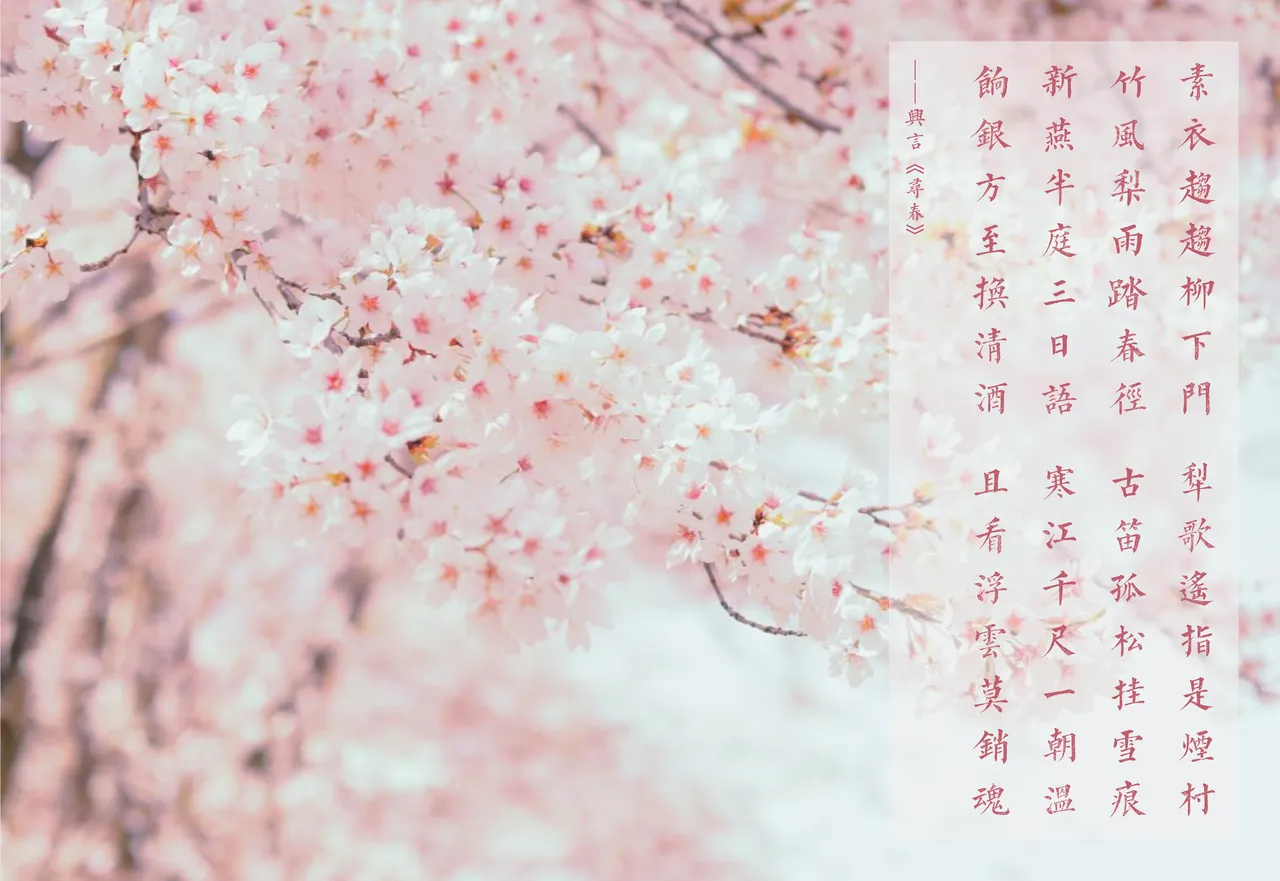 素衣趨趨柳下門 犁歌遙指是煙村
竹風梨雨踏春徑 古笛孤松挂雪痕
新燕半庭三日語 寒江千尺一朝溫
餉銀方至換清酒 且看浮雲莫銷魂
——興言《尋春》